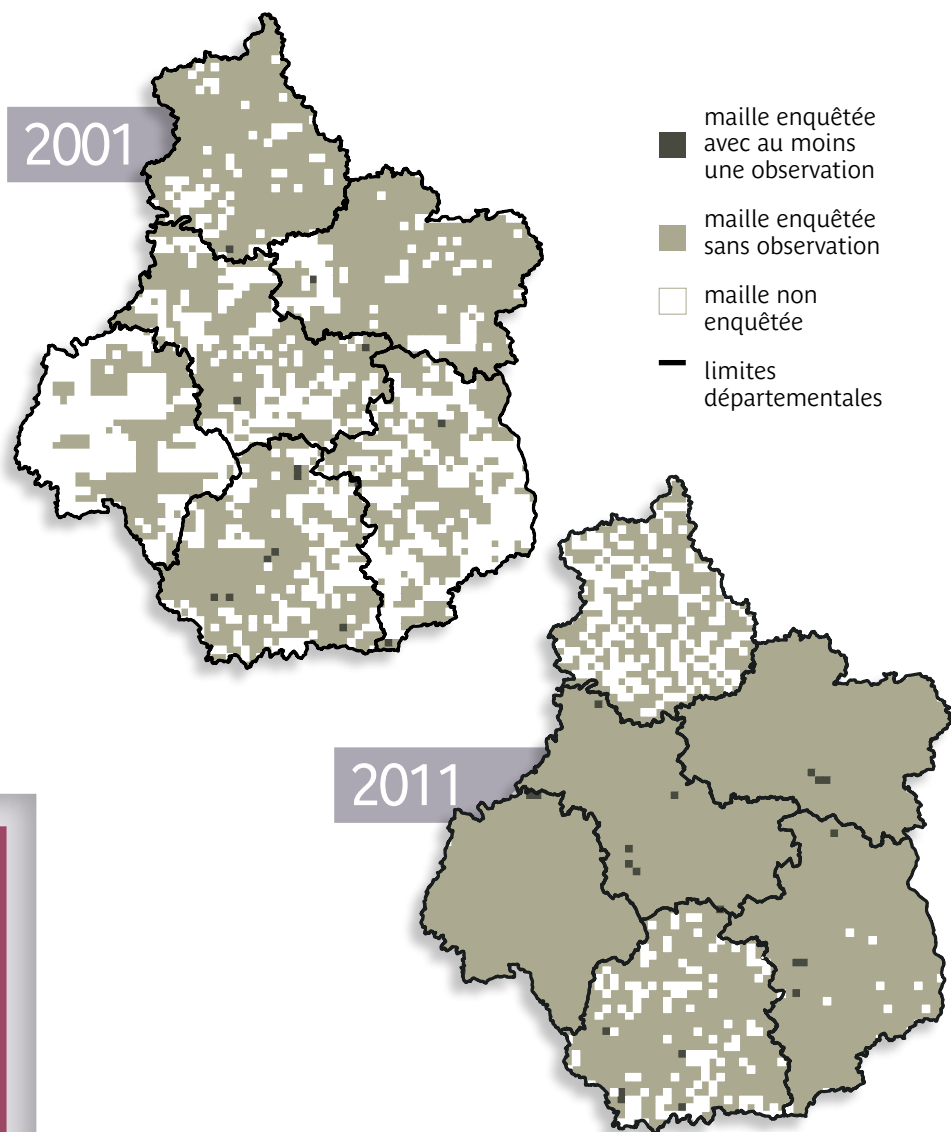 2001
maille enquêtée
avec au moins
une observation
maille enquêtée
sans observation
maille non
enquêtée
limites
départementales
2011